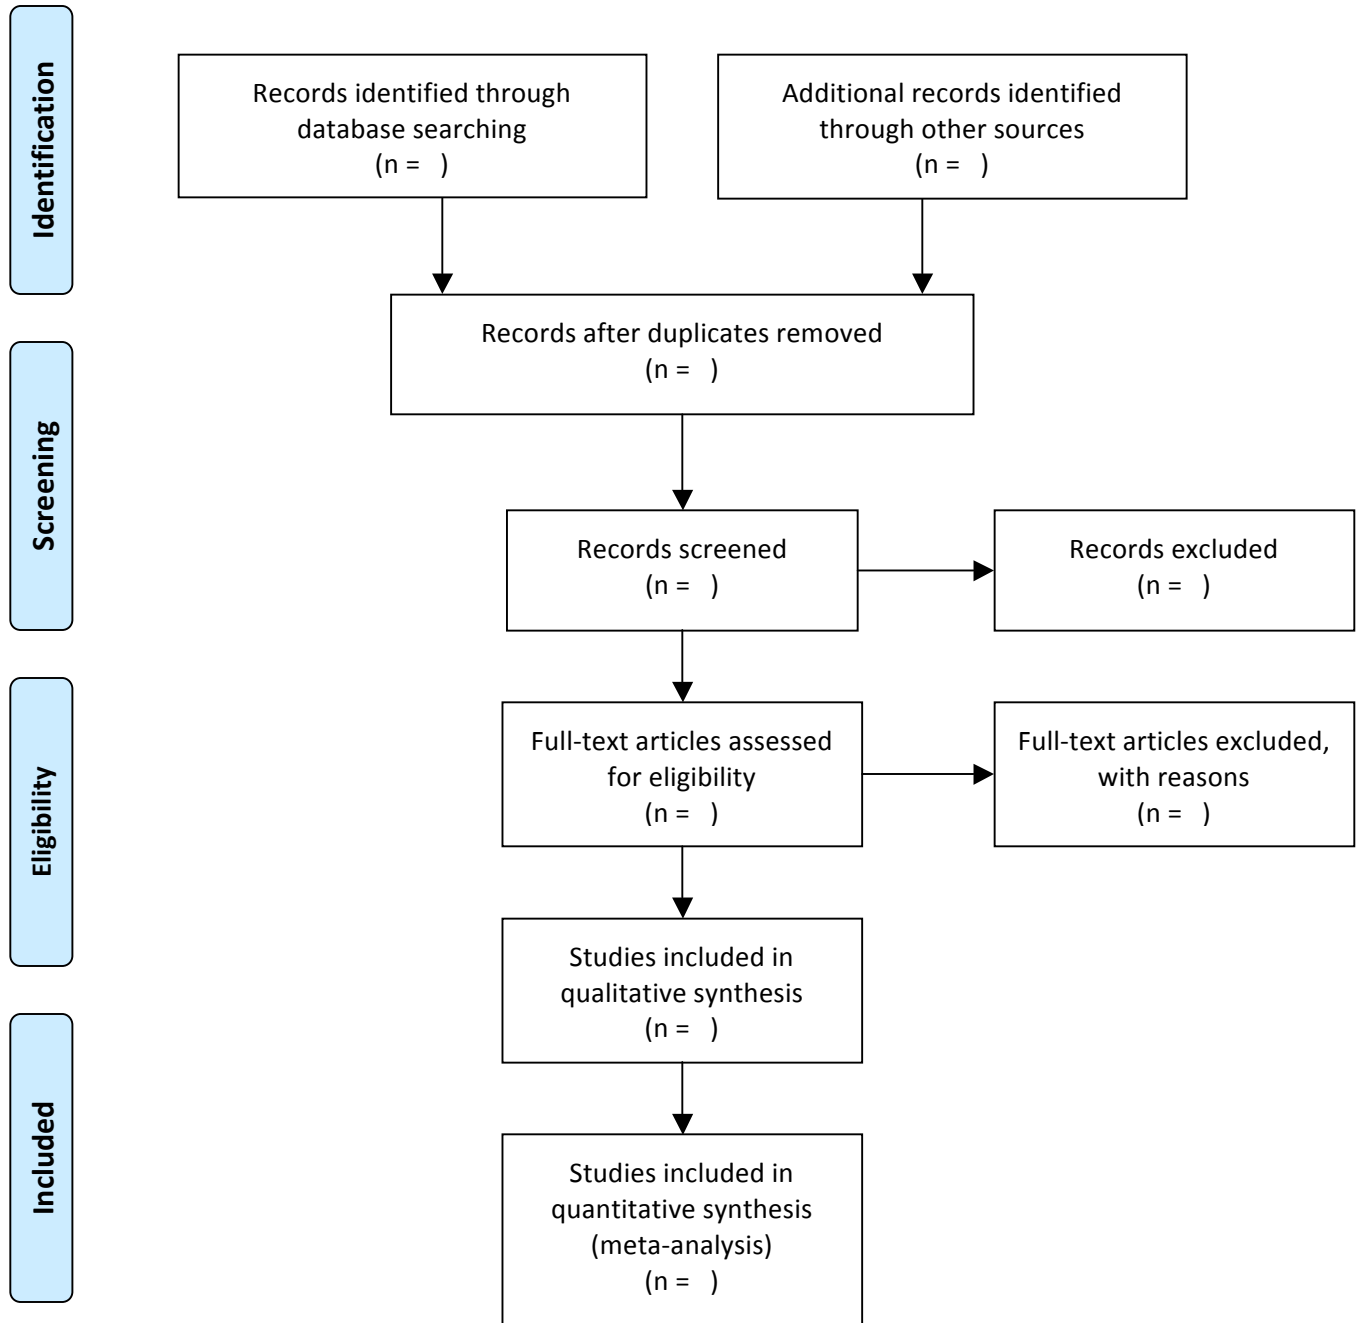 Identification
Records identified through
database searching
(n =   )
Additional records identified
through other sources
(n =   )
Records after duplicates removed
(n =   )
Screening
Records screened
(n =   )
Records excluded
(n =   )
Eligibility
Full-text articles assessed
for eligibility
(n =   )
Full-text articles excluded,
with reasons
(n =   )
Studies included in
qualitative synthesis
(n =   )
Included
Studies included in
quantitative synthesis
(meta-analysis)
(n =   )